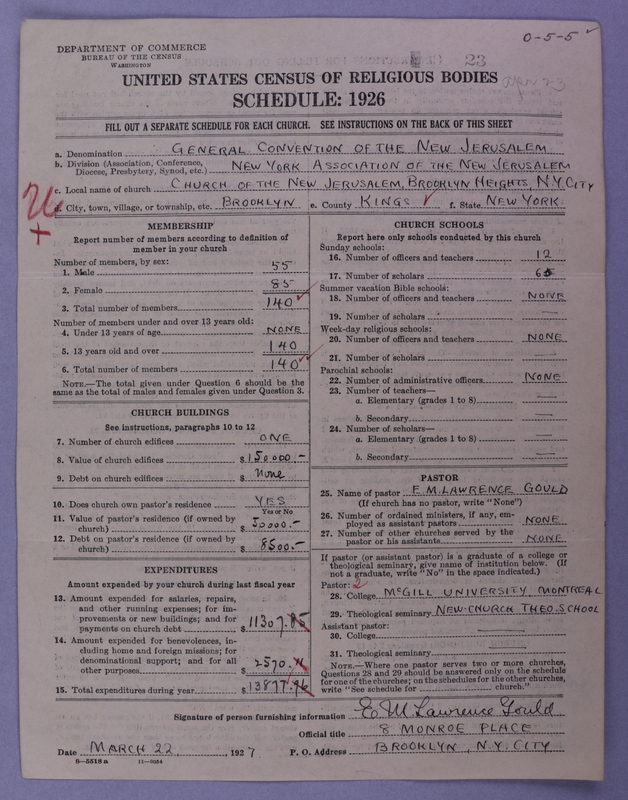 0-5-5 ✓
23
JAN 23
DEPARTMENT OF COMMERCE
BUREAU OF THE CENSUS
WASHINGTON
UNITED STATES CENSUS OF RELIGIOUS BODIES
SCHEDULE: 1926
FILL OUT A SEPARATE SCHEDULE FOR EACH CHURCH. SEE INSTRUCTIONS ON THE BACK OF THIS SHEET
a. Denomination GENERAL CONVENTION OF THE NEW JERUSALEM
b. Division (Association, Conference, Diocese, Presbytery, Synod, etc.) NEW YORK ASSOCIATION OF THE NEW JERUSALEM
c. Local name of church CHURCH OF THE NEW JERUSALEM, BROOKLYN HEIGHTS, N.Y. CITY
d. City, town, village, or township, etc. BROOKLYN e. County KINGS ✓ f. State NEW YORK.
MEMBERSHIP
Report number of members according to definition of
member in your church
Number of members, by sex:
1. Male 55
2. Female 85
3. Total number of members 140 ✓
Number of members under and over 13 years old:
4. Under 13 years of age NONE
5. 13 years old and over 140
6. Total number of members 140 ✓
NOTE.—The total given under Question 6 should be the
same as the total of males and females given under Question 3.
CHURCH BUILDINGS
See instructions, paragraphs 10 to 12
7. Number of church edifices ONE
8. Value of church edifices $150000.-
9. Debt on church edifices $ None
10. Does church own pastor's residence YES
Yes or No
11. Value of pastor's residence (if owned by
church) $ 50000.-
12. Debt on pastor's residence (if owned by
church) $ 8500.-
EXPENDITURES
Amount expended by your church during last fiscal year
13. Amount expended for salaries, repairs,
and other running expenses; for im-
provements or new buildings; and for
payments on church debt $ 11307.85
14. Amount expended for benevolences, in-
cluding home and foreign missions; for
denominational support; and for all
other purposes 2570.11
15. Total expenditures during year $ 13877.96
CHURCH SCHOOLS
Report here only schools conducted by this church
Sunday schools:
16. Number of officers and teachers 12
17. Number of scholars 65
Summer vacation Bible schools:
18. Number of officers and teachers NONE
19. Number of scholars —
Week-day religious schools:
20. Number of officers and teachers NONE
21. Number of scholars —
Parochial schools:
22. Number of administrative officers NONE
23. Number of teachers—
a. Elementary (grades 1 to 8) —
b. Secondary —
24. Number of scholars—
a. Elementary (grades 1 to 8) —
b. Secondary —
PASTOR
25. Name of pastor E.M. LAWRENCE GOULD
(If church has no pastor, write "None")
26. Number of ordained ministers, if any, em-
ployed as assistant pastors NONE
27. Number of other churches served by the
pastor or his assistants NONE
If pastor (or assistant pastor) is a graduate of a college or
theological seminary, give name of institution below. (If
not a graduate, write "No" in the space indicated.)
Pastor: 2
28. College MCGILL UNIVERSITY MONTREAL
29. Theological seminary NEW-CHURCH THEO. SCHOOL
Assistant pastor:
30. College —
31. Theological seminary —
NOTE.—Where one pastor serves two or more churches,
Questions 28 and 29 should be answered only on the schedule
for one of the churches; on the schedules for the other churches,
write "See schedule for church."
Signature of person furnishing information E M Lawrence Gould
Official title 8 MONROE PLACE
Date MARCH 22, 1927 P. O. Address BROOKLYN, N.Y. CITY
8-5518 a 11-9054